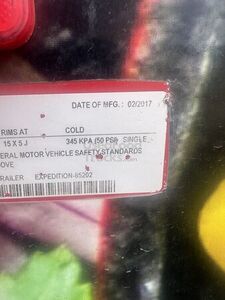 DATE OF MFG.: 02/2017
RIMS AT COLD
15 X 5 J 345 KPA (50 PSI) SINGLE
ERAL MOTOR VEHICLE SAFETY STANDARDS
OVE
RAILER EXPEDITION-85202